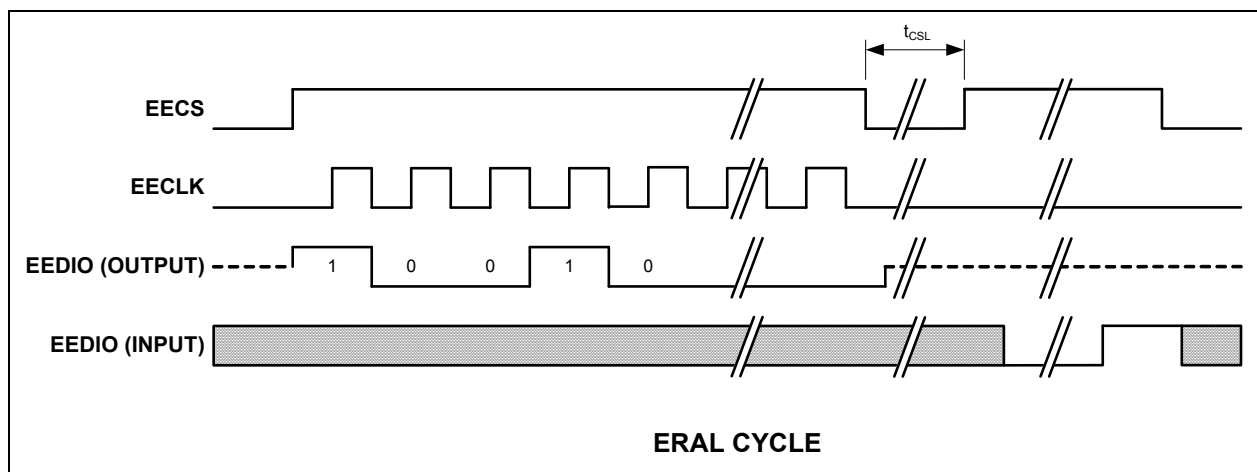 tCSL
EECS
EECLK
EEDIO (OUTPUT)
1 0 0 1 0
EEDIO (INPUT)
ERAL CYCLE